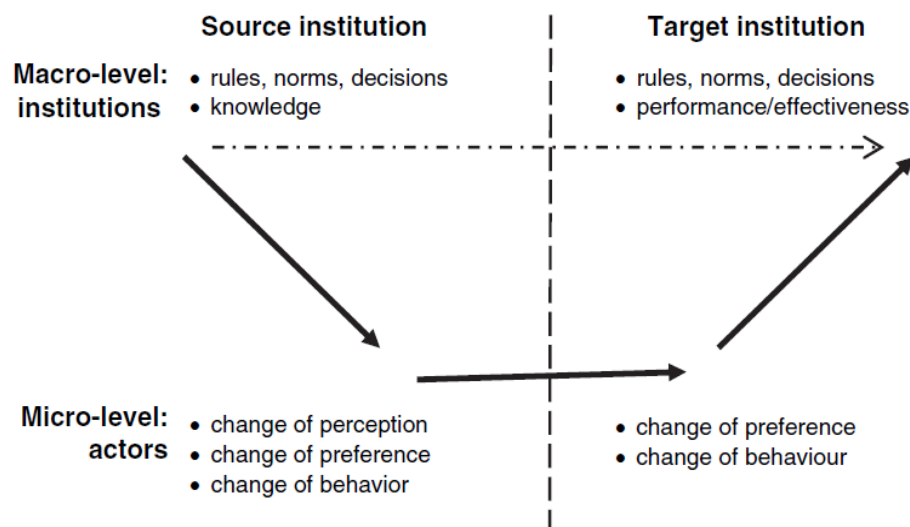 Source institution
Target institution
Macro-level:
institutions
• rules, norms, decisions
• knowledge
• rules, norms, decisions
• performance/effectiveness
Micro-level:
actors
• change of perception
• change of preference
• change of behavior
• change of preference
• change of behaviour